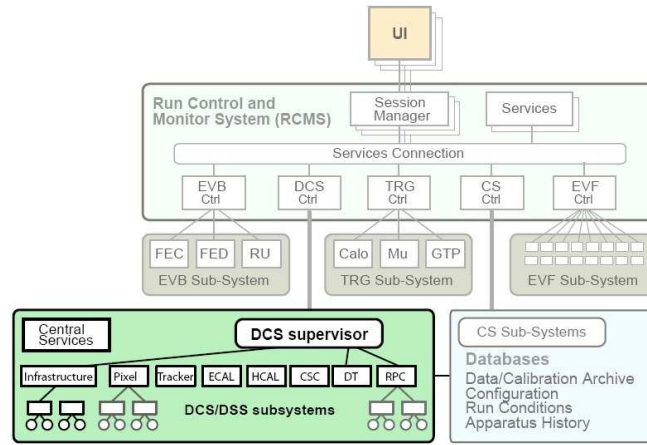 UI
Run Control and
Monitor System (RCMS)
Session
Manager
Services
Services Connection
EVB
Ctrl
DCS
Ctrl
TRG
Ctrl
CS
Ctrl
EVF
Ctrl
FEC
FED
RU
EVB Sub-System
Calo
Mu
GTP
TRG Sub-System
EVF Sub-System
Central
Services
DCS supervisor
Infrastructure
Pixel
Tracker
ECAL
HCAL
CSC
DT
RPC
DCS/DSS subsystems
CS Sub-Systems
Databases
Data/Calibration Archive
Configuration
Run Conditions
Apparatus History